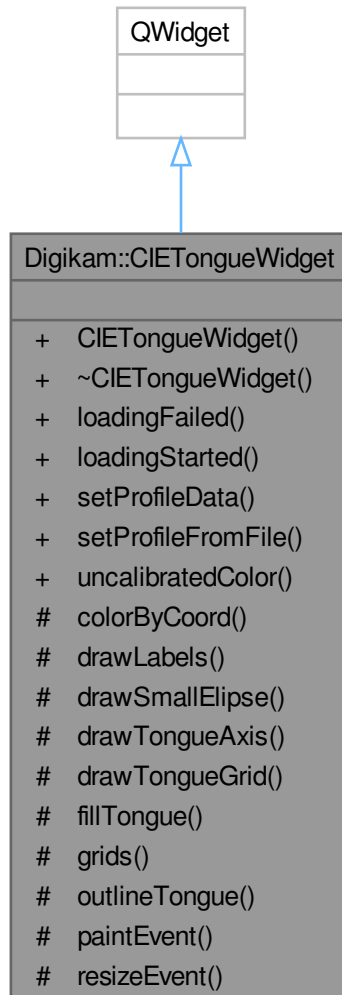 QWidget
Digikam::CIETongueWidget
+ CIETongueWidget()
+ ~CIETongueWidget()
+ loadingFailed()
+ loadingStarted()
+ setProfileData()
+ setProfileFromFile()
+ uncalibratedColor()
# colorByCoord()
# drawLabels()
# drawSmallElipse()
# drawTongueAxis()
# drawTongueGrid()
# fillTongue()
# grids()
# outlineTongue()
# paintEvent()
# resizeEvent()